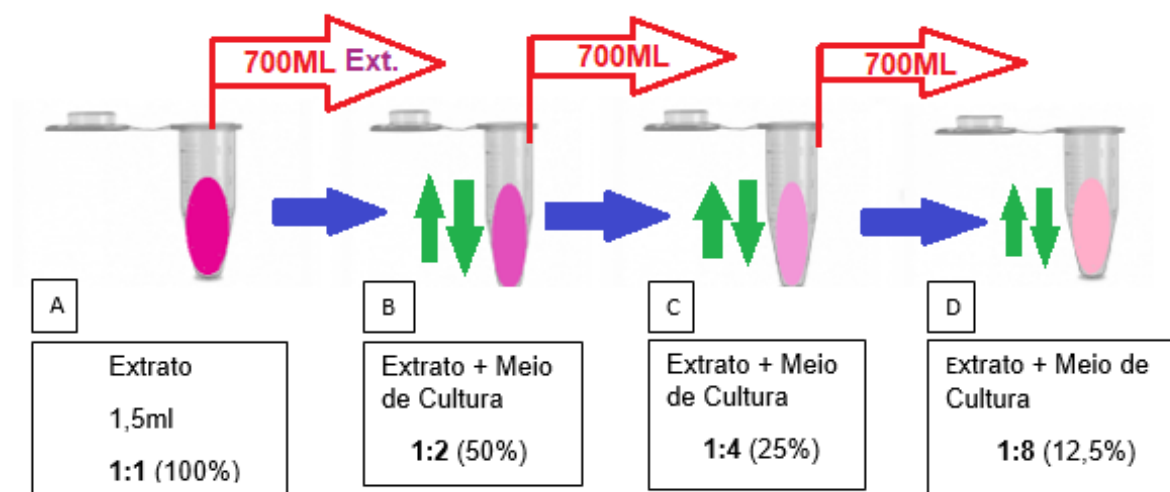 700ML Ext.
700ML
700ML
A
B
C
D
Extrato
1,5ml
1:1 (100%)
Extrato + Meio
de Cultura
1:2 (50%)
Extrato + Meio
de Cultura
1:4 (25%)
Extrato + Meio de
Cultura
1:8 (12,5%)